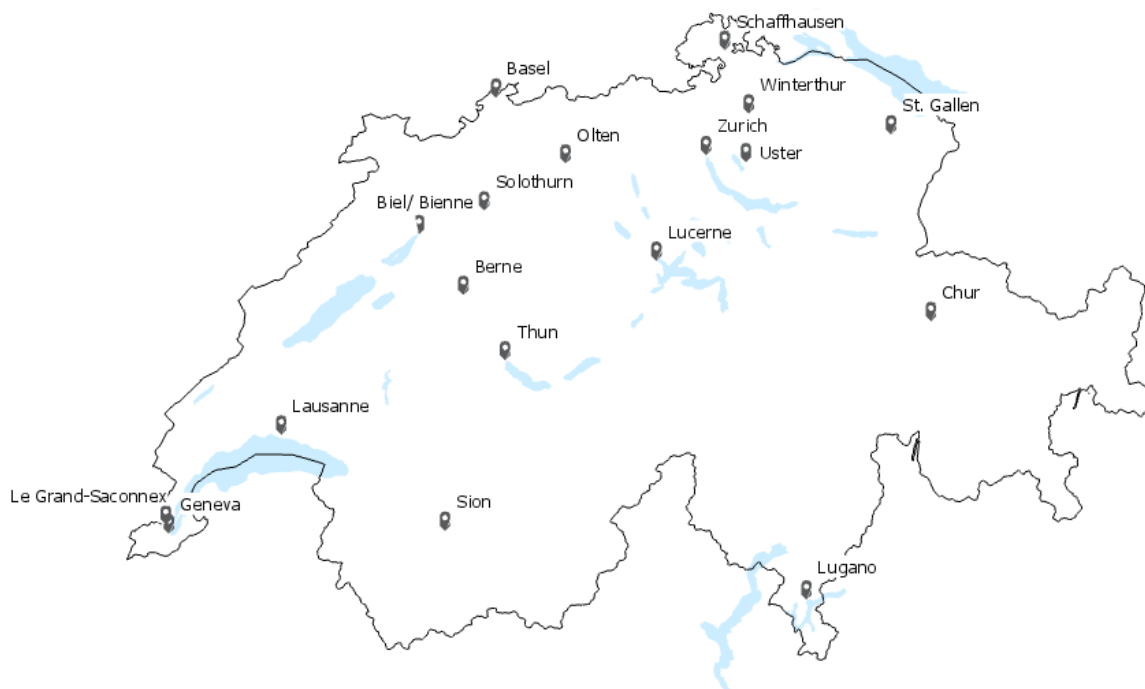 Schaffhausen
Basel
Winterthur
St. Gallen
Zurich
Olten
Uster
Solothurn
Biel/ Bienne
Lucerne
Berne
Chur
Thun
Lausanne
Le Grand-Saconnex
Geneva
Sion
Lugano